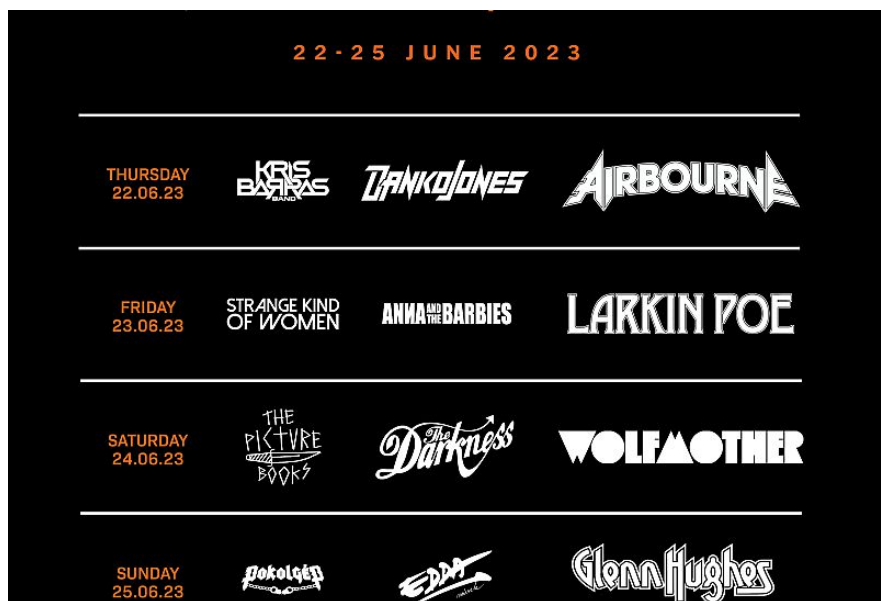 22-25 JUNE 2023
THURSDAY
22.06.23
KRIS
BARRAS
BAND
DANKO JONES
AIRBOURNE
FRIDAY
23.06.23
STRANGE KIND
OF WOMEN
ANNA AND THE BARBIES
LARKIN POE
SATURDAY
24.06.23
THE
PICTURE
BOOKS
The
Darkness
WOLFMOTHER
SUNDAY
25.06.23
POKOLGÉP
EDDA
művek
Glenn Hughes